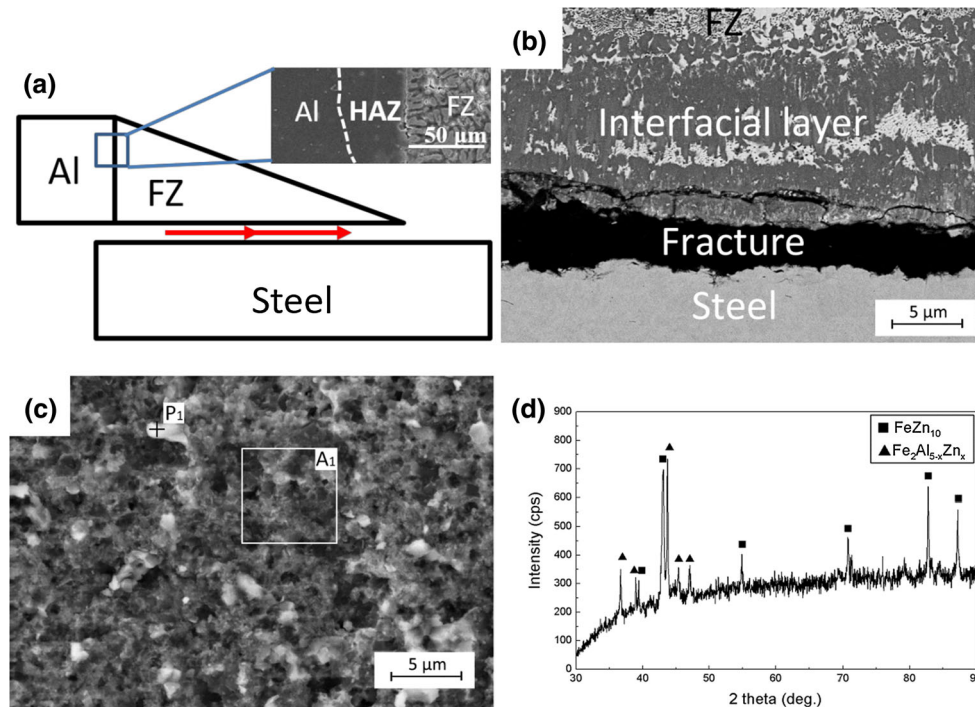 (a)
Al
HAZ
FZ
50 μm
Al
FZ
Steel
(b)
FZ
Interfacial layer
Fracture
Steel
5 μm
(c)
P1
A1
5 μm
(d)
900
800
700
600
500
400
300
200
100
0
Intensity (cps)
FeZn10
Fe2Al5-xZnx
30
40
50
60
70
80
90
2 theta (deg.)